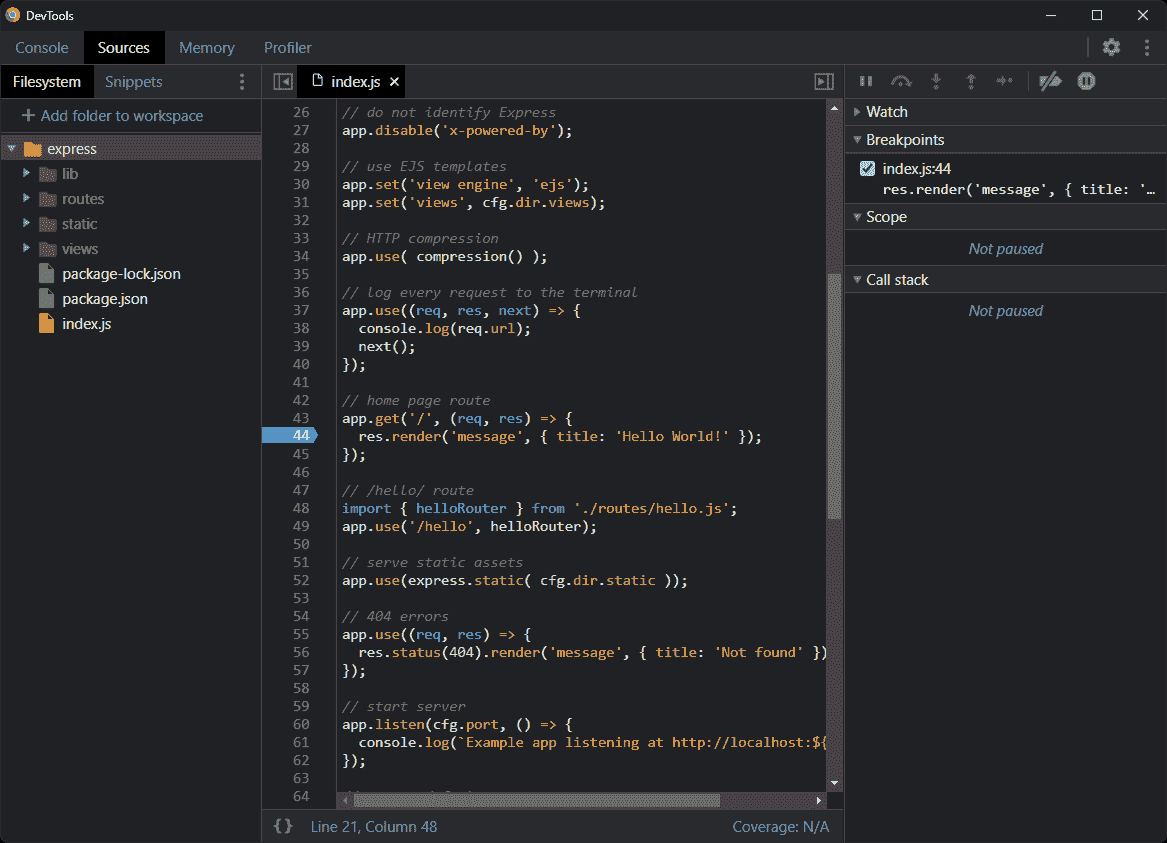 DevTools
Console Sources Memory Profiler
Filesystem Snippets
+ Add folder to workspace
express
lib
routes
static
views
package-lock.json
package.json
index.js
index.js ×
26 // do not identify Express
27 app.disable('x-powered-by');
28
29 // use EJS templates
30 app.set('view engine', 'ejs');
31 app.set('views', cfg.dir.views);
32
33 // HTTP compression
34 app.use( compression() );
35
36 // log every request to the terminal
37 app.use((req, res, next) => {
38   console.log(req.url);
39   next();
40 });
41
42 // home page route
43 app.get('/', (req, res) => {
44   res.render('message', { title: 'Hello World!' });
45 });
46
47 // /hello/ route
48 import { helloRouter } from './routes/hello.js';
49 app.use('/hello', helloRouter);
50
51 // serve static assets
52 app.use(express.static( cfg.dir.static ));
53
54 // 404 errors
55 app.use((req, res) => {
56   res.status(404).render('message', { title: 'Not found' })
57 });
58
59 // start server
60 app.listen(cfg.port, () => {
61   console.log(`Example app listening at http://localhost:${
62 });
63
64
{} Line 21, Column 48
Coverage: N/A
Watch
Breakpoints
index.js:44
res.render('message', { title: '…
Scope
Not paused
Call stack
Not paused